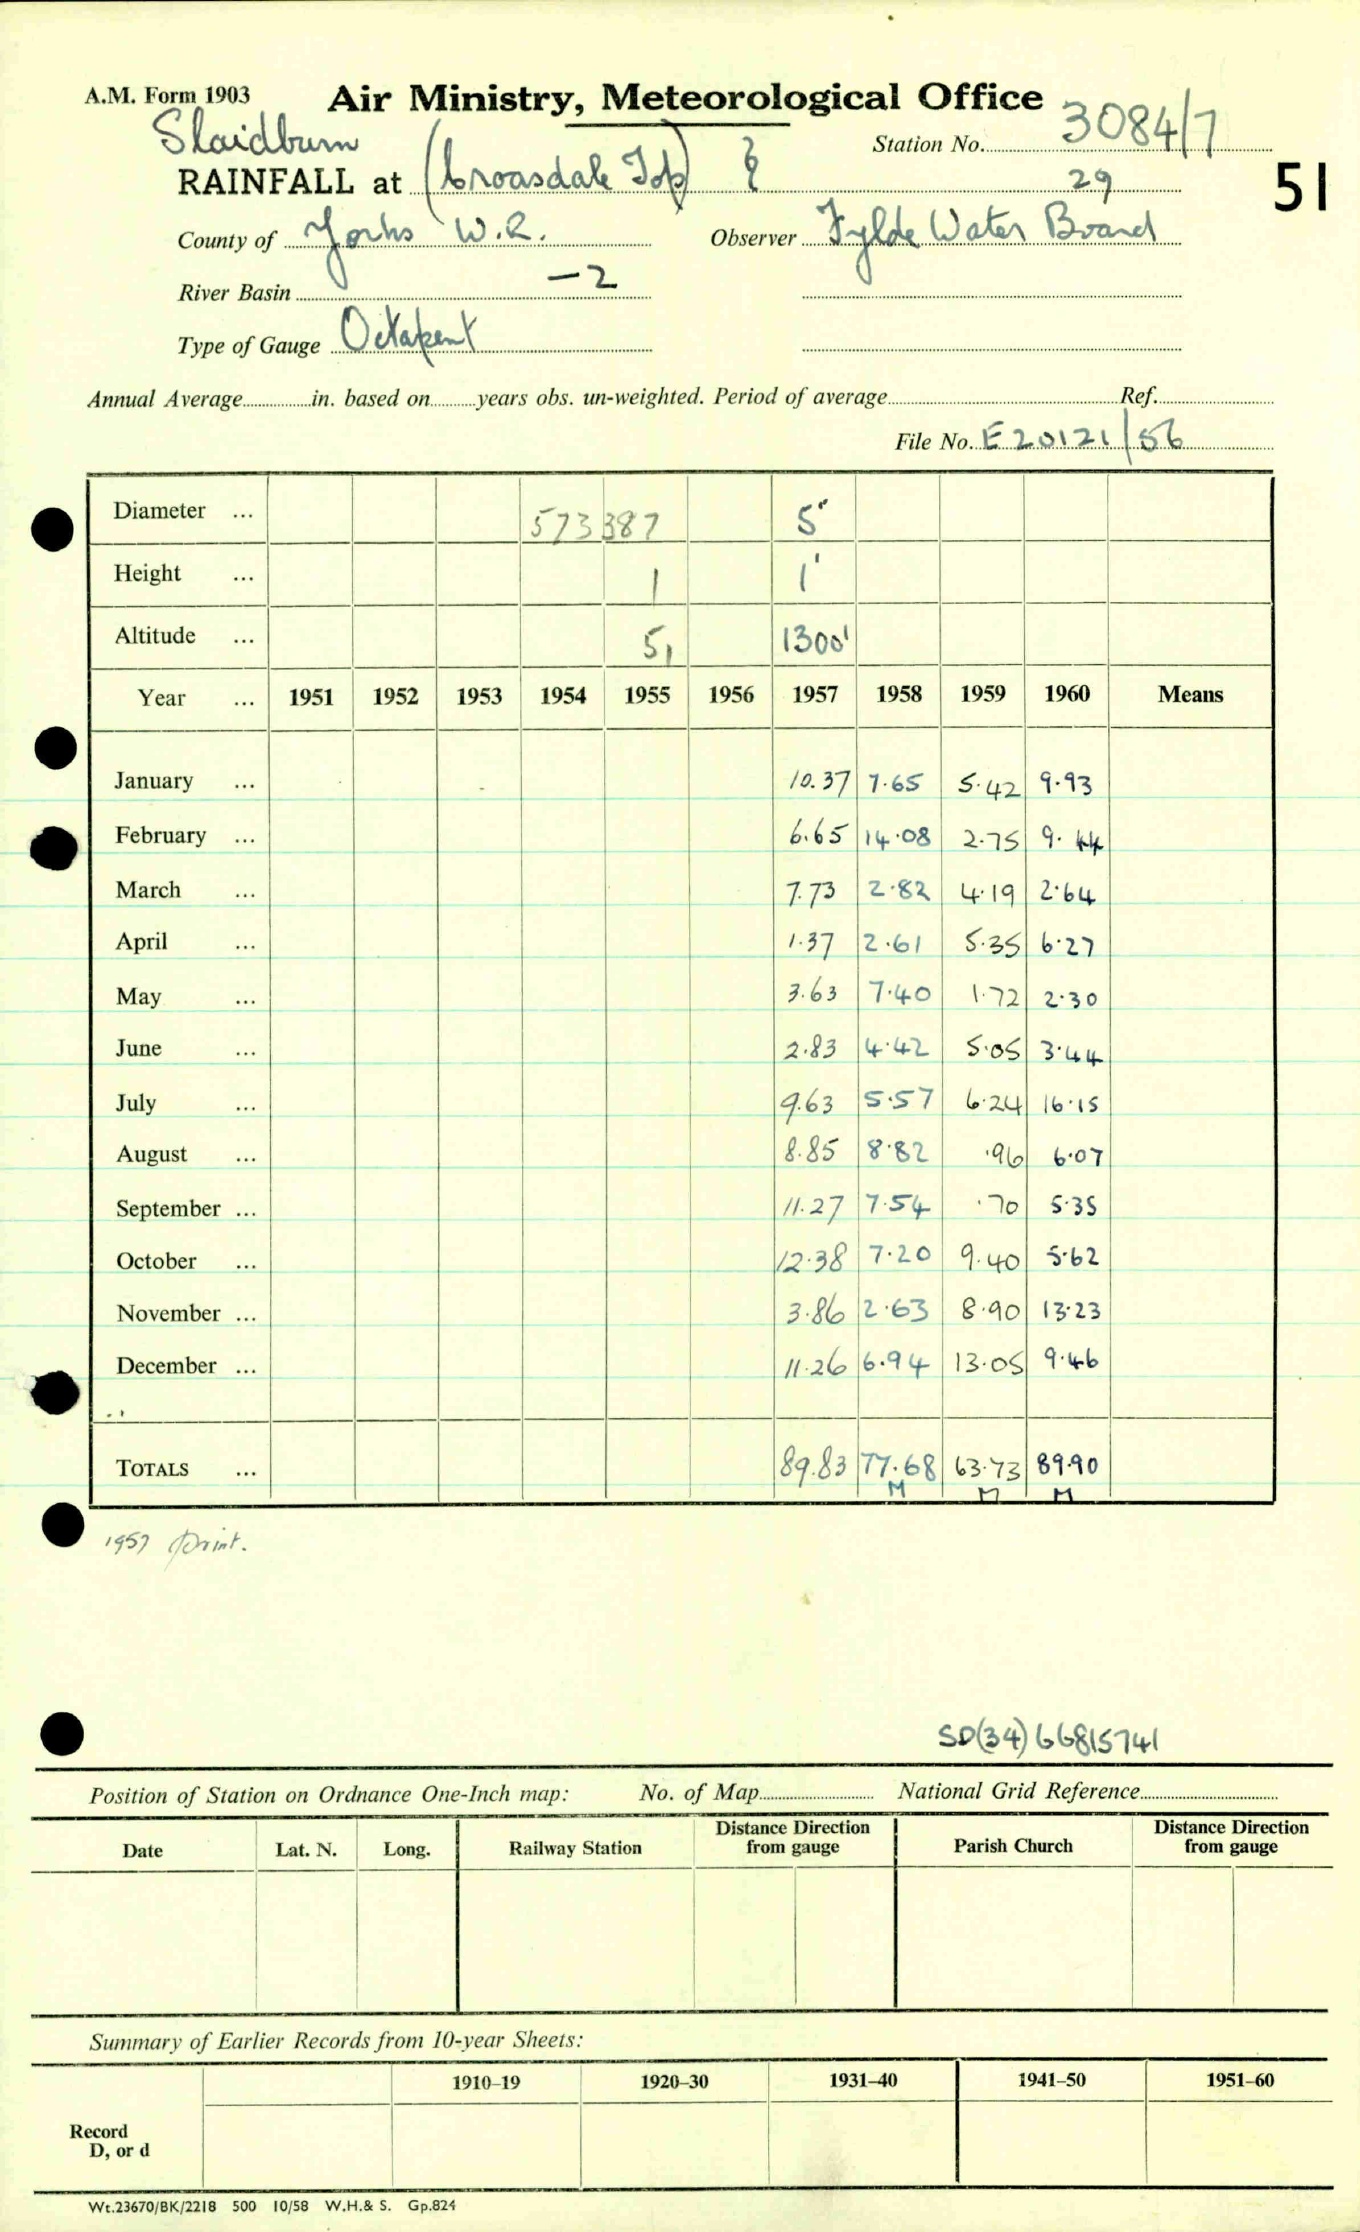 A.M. Form 1903 Air Ministry, Meteorological Office
Slaidburn Station No. 3084/7
RAINFALL at (Croasdale Top) 29 51
County of Yorks W.R. Observer Fylde Water Board
River Basin -2
Type of Gauge Octapent
Annual Average in. based on years obs. un-weighted. Period of average Ref.
File No. E20121/56
Diameter ... 573387 5"
Height ... 1 1'
Altitude ... 51 1300'
Year ... 1951 1952 1953 1954 1955 1956 1957 1958 1959 1960 Means
January ... 10.37 7.65 5.42 9.93
February ... 6.65 14.08 2.75 9.44
March ... 7.73 2.82 4.19 2.64
April ... 1.37 2.61 5.35 6.27
May ... 3.63 7.40 1.72 2.30
June ... 2.83 4.42 5.05 3.44
July ... 9.63 5.57 6.24 16.15
August ... 8.85 8.82 .96 6.07
September ... 11.27 7.54 .70 5.35
October ... 12.38 7.20 9.40 5.62
November ... 3.86 2.63 8.90 13.23
December ... 11.26 6.94 13.05 9.46
TOTALS ... 89.83 77.68 63.73 89.90
M M M
1957 print.
SD(34)66815741
Position of Station on Ordnance One-Inch map: No. of Map National Grid Reference
Date Lat. N. Long. Railway Station Distance Direction from gauge Parish Church Distance Direction from gauge
Summary of Earlier Records from 10-year Sheets:
1910–19 1920–30 1931–40 1941–50 1951–60
Record
D, or d
Wt.23670/BK/2218 500 10/58 W.H.& S. Gp.824